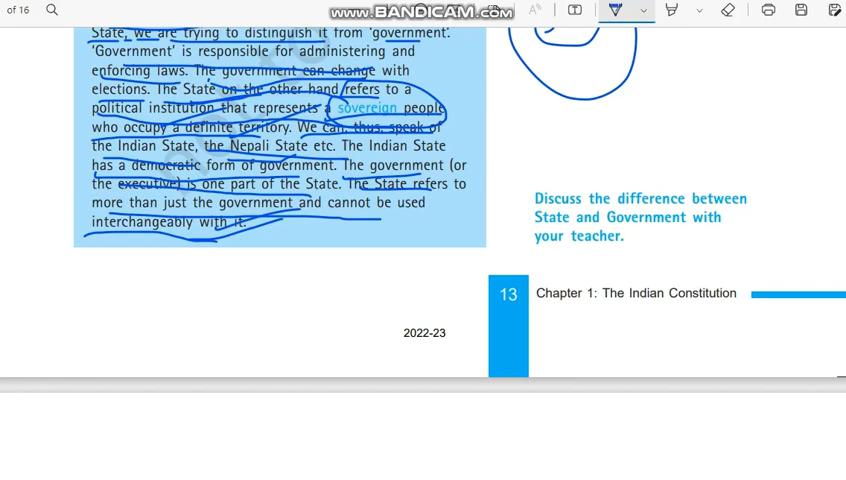 of 16
www.BANDICAM.com
State, we are trying to distinguish it from ‘government’.
‘Government’ is responsible for administering and
enforcing laws. The government can change with
elections. The State on the other hand refers to a
political institution that represents a sovereign people
who occupy a definite territory. We can, thus, speak of
the Indian State, the Nepali State etc. The Indian State
has a democratic form of government. The government (or
the executive) is one part of the State. The State refers to
more than just the government and cannot be used
interchangeably with it.
Discuss the difference between
State and Government with
your teacher.
13 Chapter 1: The Indian Constitution
2022-23